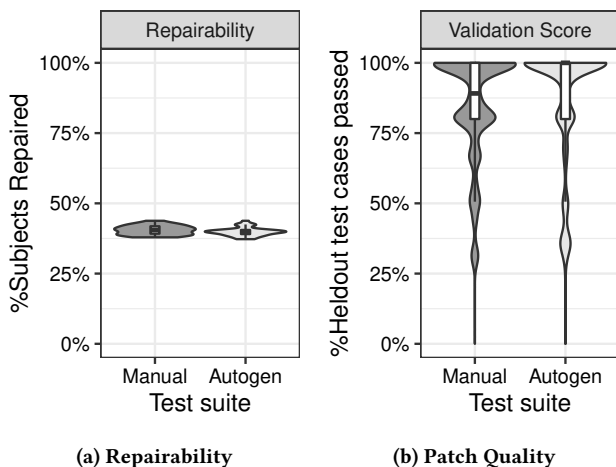 Repairability
%Subjects Repaired
100%
75%
50%
25%
0%
Manual Autogen
Test suite
(a) Repairability
Validation Score
%Heldout test cases passed
100%
75%
50%
25%
0%
Manual Autogen
Test suite
(b) Patch Quality